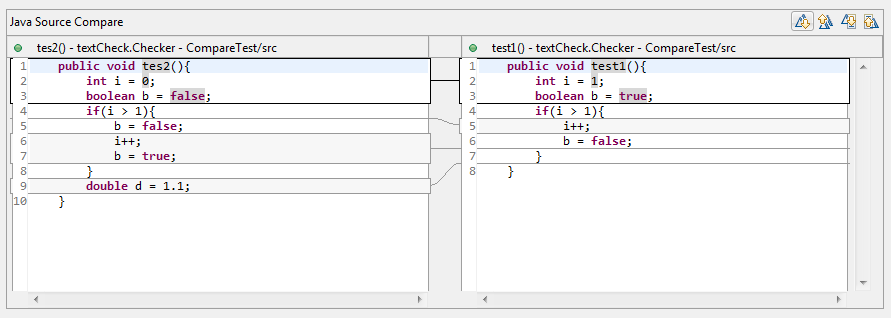 Java Source Compare
tes2() - textCheck.Checker - CompareTest/src
1 public void tes2(){
2 int i = 0;
3 boolean b = false;
4 if(i > 1){
5 b = false;
6 i++;
7 b = true;
8 }
9 double d = 1.1;
10 }
test1() - textCheck.Checker - CompareTest/src
1 public void test1(){
2 int i = 1;
3 boolean b = true;
4 if(i > 1){
5 i++;
6 b = false;
7 }
8 }